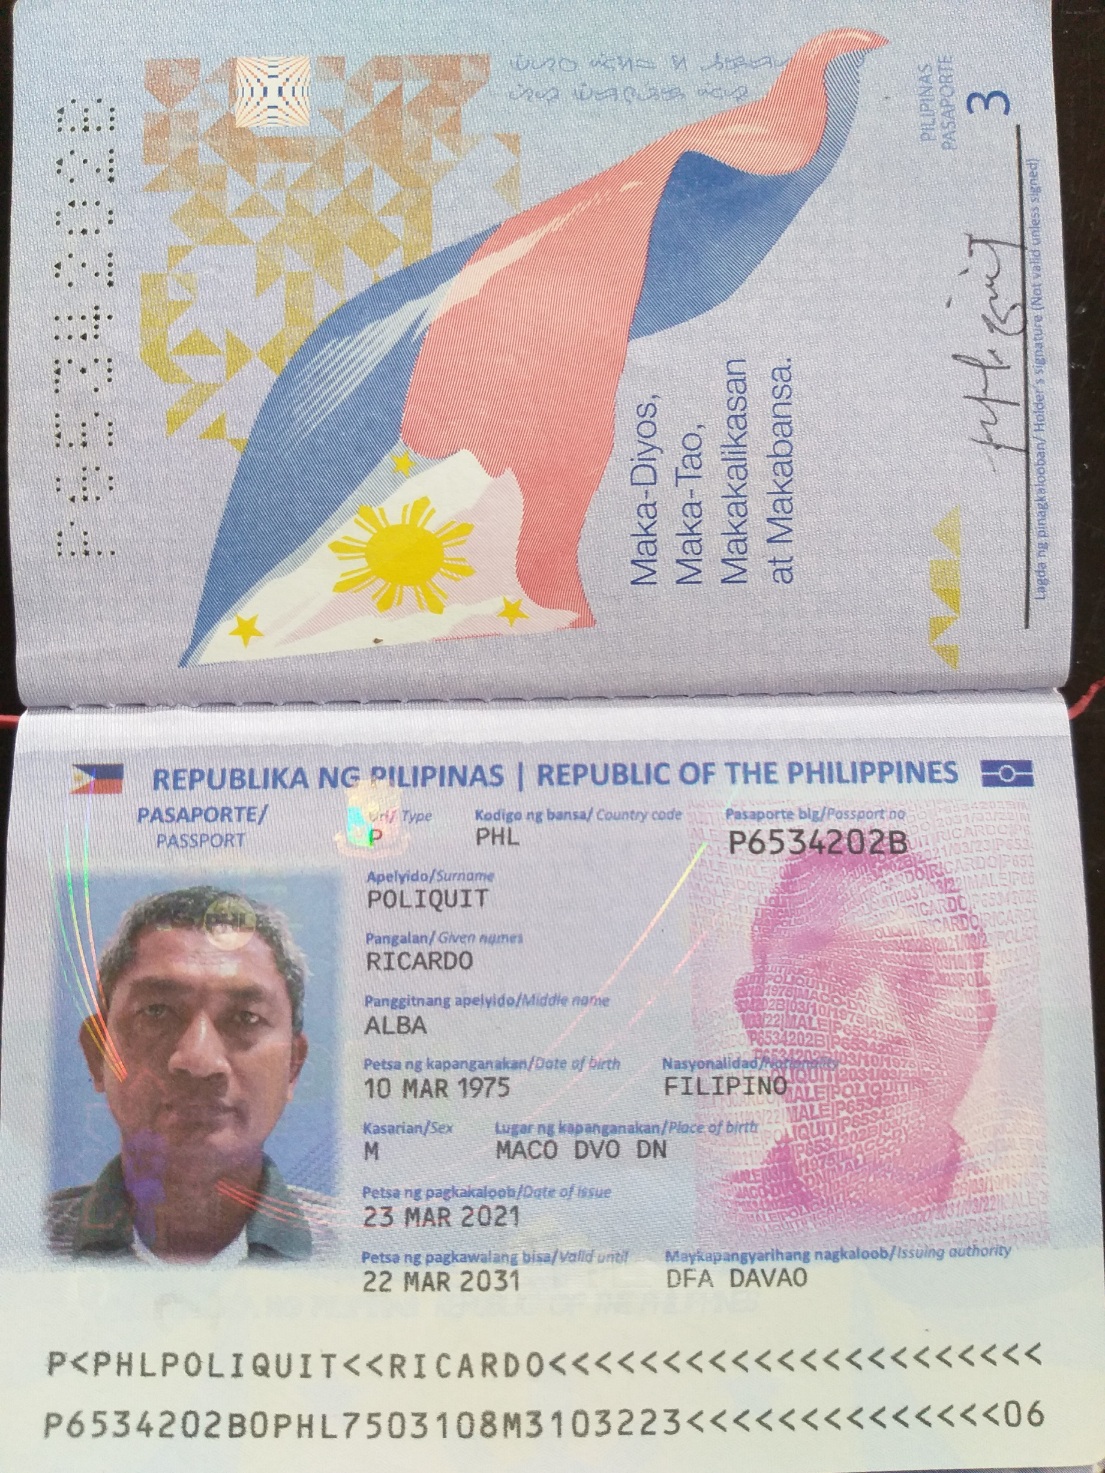 P6534202B
PILIPINAS
PASAPORTE
3
Maka-Diyos,
Maka-Tao,
Makakalikasan
at Makabansa.
Lagda ng pinagkalooban/ Holder's signature (Not valid unless signed)
REPUBLIKA NG PILIPINAS | REPUBLIC OF THE PHILIPPINES
PASAPORTE/
PASSPORT
Uri/ Type
P
Kodigo ng bansa/ Country code
PHL
Pasaporte blg/Passport no
P6534202B
Apelyido/Surname
POLIQUIT
Pangalan/ Given names
RICARDO
Panggitnang apelyido/Middle name
ALBA
Petsa ng kapanganakan/Date of birth
10 MAR 1975
Nasyonalidad/Nationality
FILIPINO
Kasarian/Sex
M
Lugar ng kapanganakan/Place of birth
MACO DVO DN
Petsa ng pagkakaloob/Date of issue
23 MAR 2021
Petsa ng pagkawalang bisa/Valid until
22 MAR 2031
Maykapangyarihang nagkaloob/Issuing authority
DFA DAVAO
P<PHLPOLIQUIT<<RICARDO<<<<<<<<<<<<<<<<<<<<<<
P6534202B0PHL7503108M3103223<<<<<<<<<<<<<<06